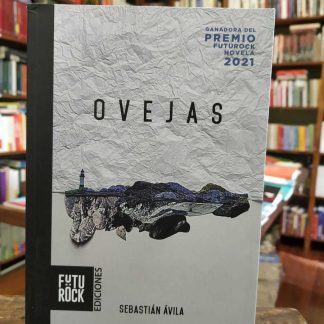 GANADORA DEL
PREMIO
FUTUROCK
NOVELA
2021
OVEJAS
FUTU
ROCK
EDICIONES
SEBASTIÁN ÁVILA